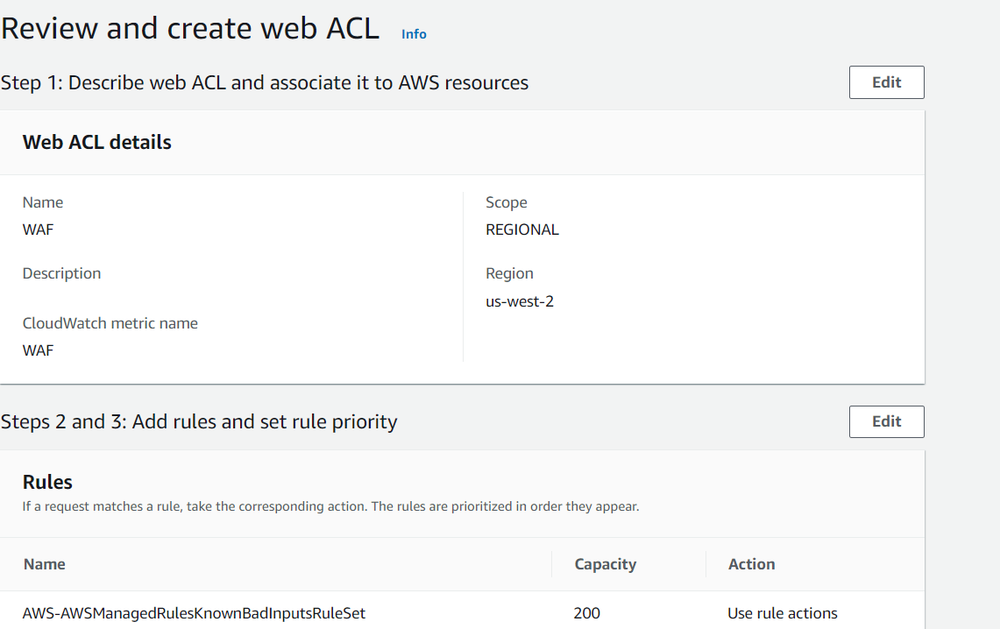 Review and create web ACL Info
Step 1: Describe web ACL and associate it to AWS resources Edit
Web ACL details
Name Scope
WAF REGIONAL
Description Region
us-west-2
CloudWatch metric name
WAF
Steps 2 and 3: Add rules and set rule priority Edit
Rules
If a request matches a rule, take the corresponding action. The rules are prioritized in order they appear.
Name Capacity Action
AWS-AWSManagedRulesKnownBadInputsRuleSet 200 Use rule actions